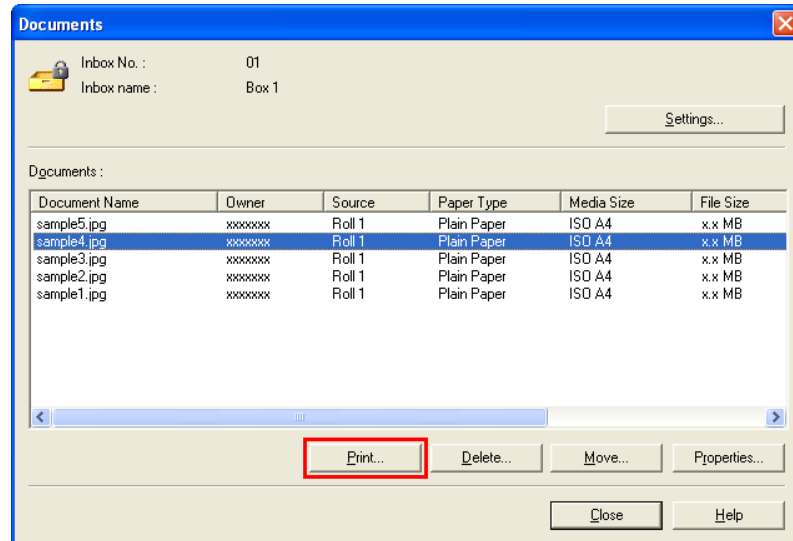 Documents
Inbox No. : 01
Inbox name : Box 1
Settings...
Documents :
Document Name Owner Source Paper Type Media Size File Size
sample5.jpg xxxxxxx Roll 1 Plain Paper ISO A4 x.x MB
sample4.jpg xxxxxxx Roll 1 Plain Paper ISO A4 x.x MB
sample3.jpg xxxxxxx Roll 1 Plain Paper ISO A4 x.x MB
sample2.jpg xxxxxxx Roll 1 Plain Paper ISO A4 x.x MB
sample1.jpg xxxxxxx Roll 1 Plain Paper ISO A4 x.x MB
Print... Delete... Move... Properties...
Close Help